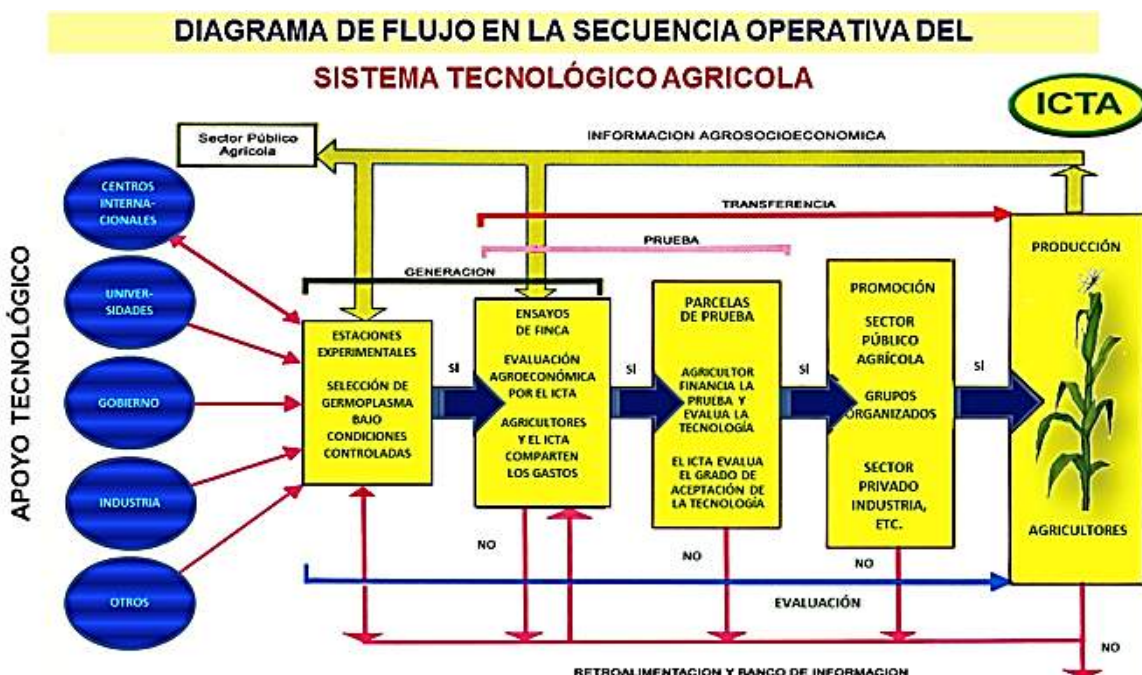 DIAGRAMA DE FLUJO EN LA SECUENCIA OPERATIVA DEL
SISTEMA TECNOLÓGICO AGRICOLA
ICTA
Sector Público
Agrícola
INFORMACION AGROSOCIOECONOMICA
TRANSFERENCIA
PRUEBA
GENERACION
APOYO TECNOLÓGICO
CENTROS
INTERNA-
CIONALES
UNIVER-
SIDADES
GOBIERNO
INDUSTRIA
OTROS
ESTACIONES
EXPERIMENTALES
SELECCIÓN DE
GERMOPLASMA
BAJO
CONDICIONES
CONTROLADAS
SI
ENSAYOS
DE FINCA
EVALUACIÓN
AGROECONÓMICA
POR EL ICTA
AGRICULTORES
Y EL ICTA
COMPARTEN
LOS GASTOS
SI
PARCELAS
DE PRUEBA
AGRICULTOR
FINANCIA LA
PRUEBA Y
EVALUA LA
TECNOLOGÍA
EL ICTA EVALUA
EL GRADO DE
ACEPTACIÓN DE
LA TECNOLOGÍA
SI
PROMOCIÓN
SECTOR
PÚBLICO
AGRÍCOLA
GRUPOS
ORGANIZADOS
SECTOR
PRIVADO
INDUSTRIA,
ETC.
SI
PRODUCCIÓN
AGRICULTORES
NO
NO
NO
NO
EVALUACIÓN
RETROALIMENTACION Y BANCO DE INFORMACION